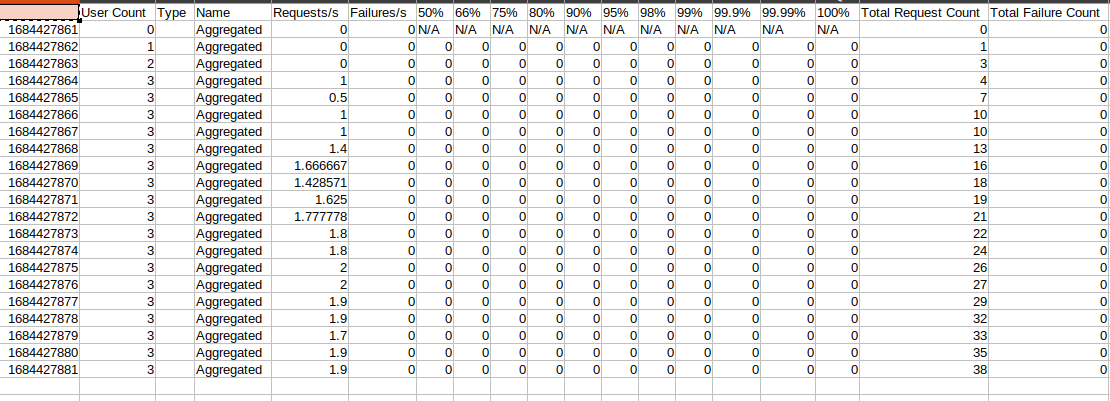 User Count Type Name Requests/s Failures/s 50% 66% 75% 80% 90% 95% 98% 99% 99.9% 99.99% 100% Total Request Count Total Failure Count
1684427861 0 Aggregated 0 0 N/A N/A N/A N/A N/A N/A N/A N/A N/A N/A N/A 0 0
1684427862 1 Aggregated 0 0 0 0 0 0 0 0 0 0 0 0 0 1 0
1684427863 2 Aggregated 0 0 0 0 0 0 0 0 0 0 0 0 0 3 0
1684427864 3 Aggregated 1 0 0 0 0 0 0 0 0 0 0 0 0 4 0
1684427865 3 Aggregated 0.5 0 0 0 0 0 0 0 0 0 0 0 0 7 0
1684427866 3 Aggregated 1 0 0 0 0 0 0 0 0 0 0 0 0 10 0
1684427867 3 Aggregated 1 0 0 0 0 0 0 0 0 0 0 0 0 10 0
1684427868 3 Aggregated 1.4 0 0 0 0 0 0 0 0 0 0 0 0 13 0
1684427869 3 Aggregated 1.666667 0 0 0 0 0 0 0 0 0 0 0 0 16 0
1684427870 3 Aggregated 1.428571 0 0 0 0 0 0 0 0 0 0 0 0 18 0
1684427871 3 Aggregated 1.625 0 0 0 0 0 0 0 0 0 0 0 0 19 0
1684427872 3 Aggregated 1.777778 0 0 0 0 0 0 0 0 0 0 0 0 21 0
1684427873 3 Aggregated 1.8 0 0 0 0 0 0 0 0 0 0 0 0 22 0
1684427874 3 Aggregated 1.8 0 0 0 0 0 0 0 0 0 0 0 0 24 0
1684427875 3 Aggregated 2 0 0 0 0 0 0 0 0 0 0 0 0 26 0
1684427876 3 Aggregated 2 0 0 0 0 0 0 0 0 0 0 0 0 27 0
1684427877 3 Aggregated 1.9 0 0 0 0 0 0 0 0 0 0 0 0 29 0
1684427878 3 Aggregated 1.9 0 0 0 0 0 0 0 0 0 0 0 0 32 0
1684427879 3 Aggregated 1.7 0 0 0 0 0 0 0 0 0 0 0 0 33 0
1684427880 3 Aggregated 1.9 0 0 0 0 0 0 0 0 0 0 0 0 35 0
1684427881 3 Aggregated 1.9 0 0 0 0 0 0 0 0 0 0 0 0 38 0